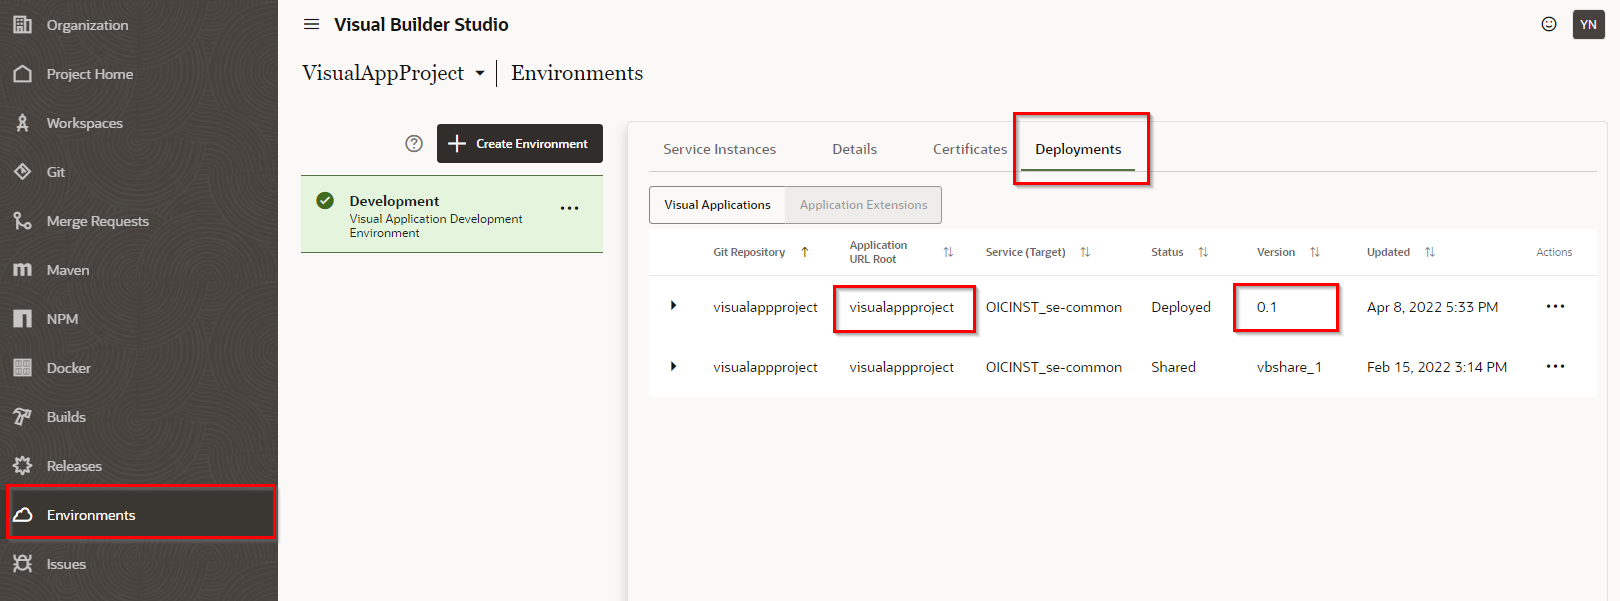 Organization
Project Home
Workspaces
Git
Merge Requests
Maven
NPM
Docker
Builds
Releases
Environments
Issues
Visual Builder Studio
YN
VisualAppProject
Environments
Create Environment
Development
Visual Application Development
Environment
Service Instances
Details
Certificates
Deployments
Visual Applications
Application Extensions
Git Repository
Application
URL Root
Service (Target)
Status
Version
Updated
Actions
visualappproject visualappproject OICINST_se-common Deployed 0.1 Apr 8, 2022 5:33 PM
visualappproject visualappproject OICINST_se-common Shared vbshare_1 Feb 15, 2022 3:14 PM